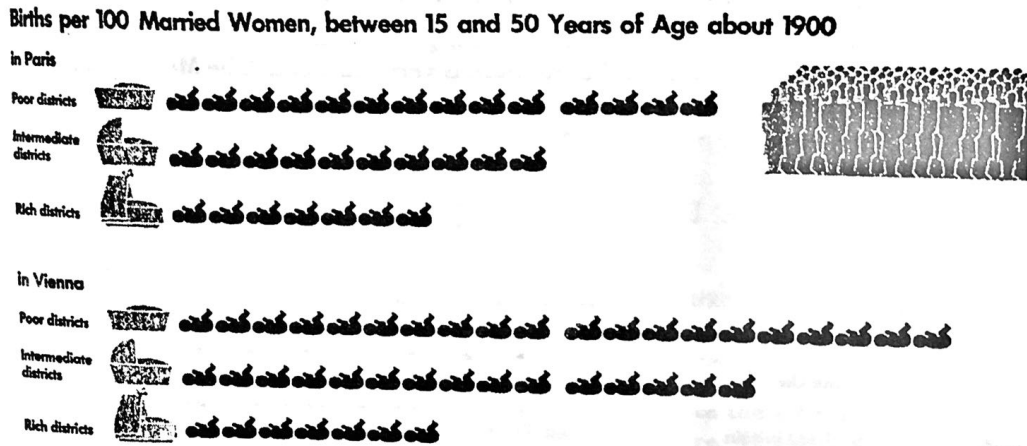 Births per 100 Married Women, between 15 and 50 Years of Age about 1900
in Paris
Poor districts
Intermediate
districts
Rich districts
in Vienna
Poor districts
Intermediate
districts
Rich districts